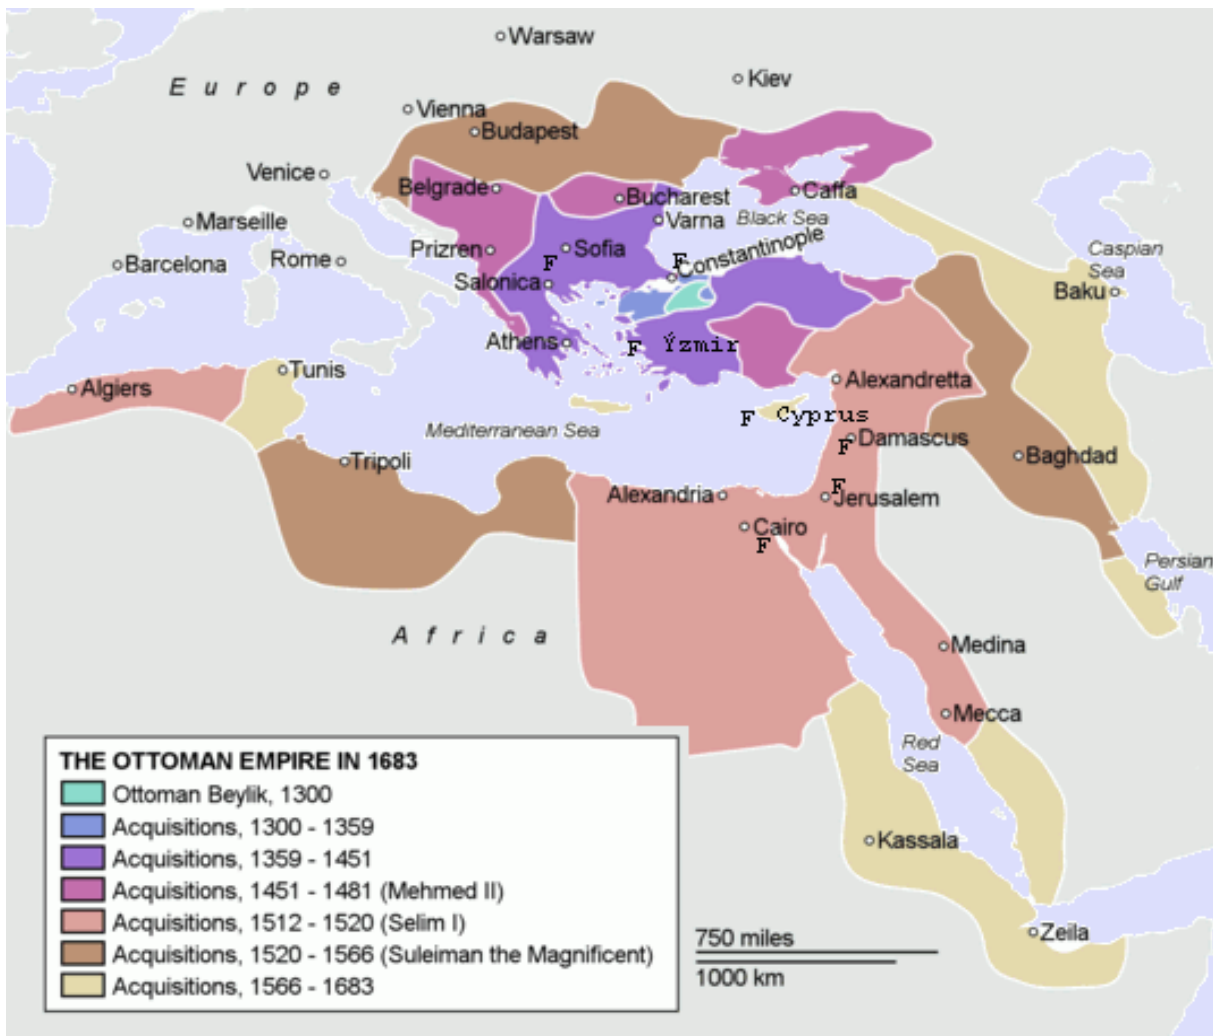 Warsaw
Kiev
Europe
Vienna
Budapest
Venice
Belgrade
Bucharest
Caffa
Marseille
Varna
Black Sea
Barcelona
Rome
Prizren
Sofia
Constantinople
Caspian
Sea
F
F
Salonica
Baku
Athens
F
Ýzmir
Tunis
Algiers
Alexandretta
F
Cyprus
Mediterranean Sea
F
Damascus
Tripoli
Baghdad
Alexandria
F
Jerusalem
Cairo
F
Persian
Gulf
Africa
Medina
Mecca
Red
Sea
Kassala
Zeila
THE OTTOMAN EMPIRE IN 1683
Ottoman Beylik, 1300
Acquisitions, 1300 - 1359
Acquisitions, 1359 - 1451
Acquisitions, 1451 - 1481 (Mehmed II)
Acquisitions, 1512 - 1520 (Selim I)
Acquisitions, 1520 - 1566 (Suleiman the Magnificent)
Acquisitions, 1566 - 1683
750 miles
1000 km